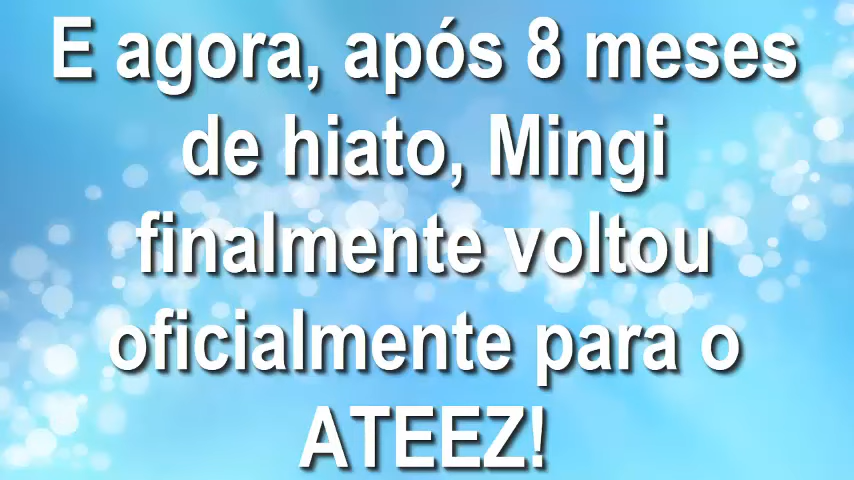 E agora, após 8 meses
de hiato, Mingi
finalmente voltou
oficialmente para o
ATEEZ!